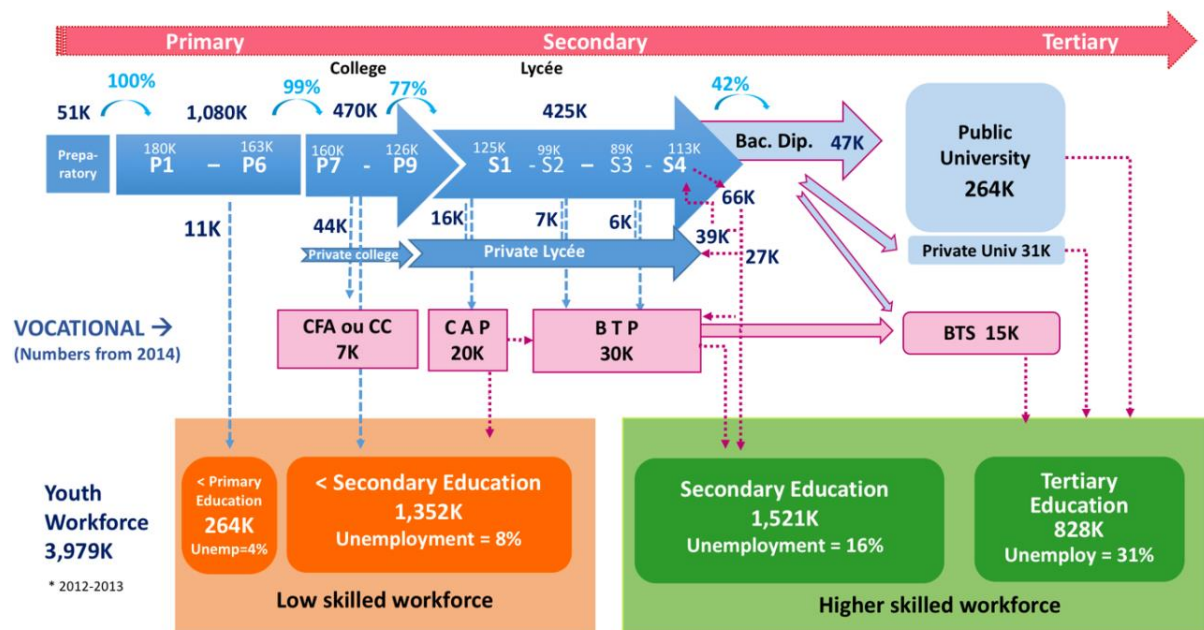 Primary
Secondary
Tertiary
College
Lycée
100%
99%
77%
42%
51K
1,080K
470K
425K
Prepa-
ratory
180K
163K
P1 – P6
160K
126K
P7 - P9
125K
99K
89K
113K
S1 - S2 – S3 - S4
Bac. Dip. 47K
Public
University
264K
11K
44K
16K
7K
6K
66K
39K
27K
Private college
Private Lycée
Private Univ 31K
VOCATIONAL →
(Numbers from 2014)
CFA ou CC
7K
C A P
20K
B T P
30K
BTS 15K
Youth
Workforce
3,979K
* 2012-2013
< Primary
Education
264K
Unemp=4%
< Secondary Education
1,352K
Unemployment = 8%
Low skilled workforce
Secondary Education
1,521K
Unemployment = 16%
Tertiary
Education
828K
Unemploy = 31%
Higher skilled workforce